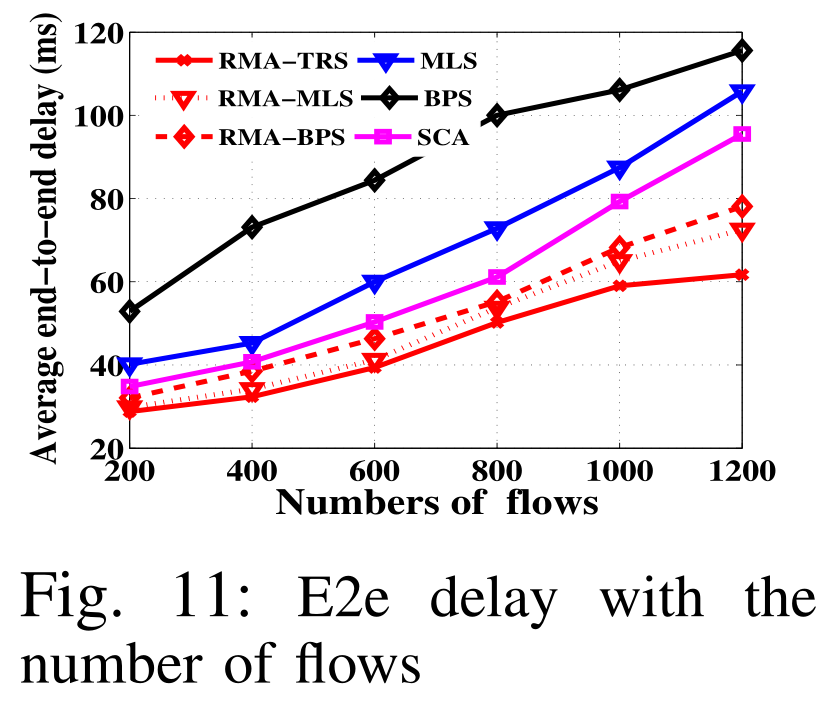 Average end-to-end delay (ms)
120
100
80
60
40
20
RMA-TRS MLS
RMA-MLS BPS
RMA-BPS SCA
200 400 600 800 1000 1200
Numbers of flows
Fig. 11: E2e delay with the
number of flows